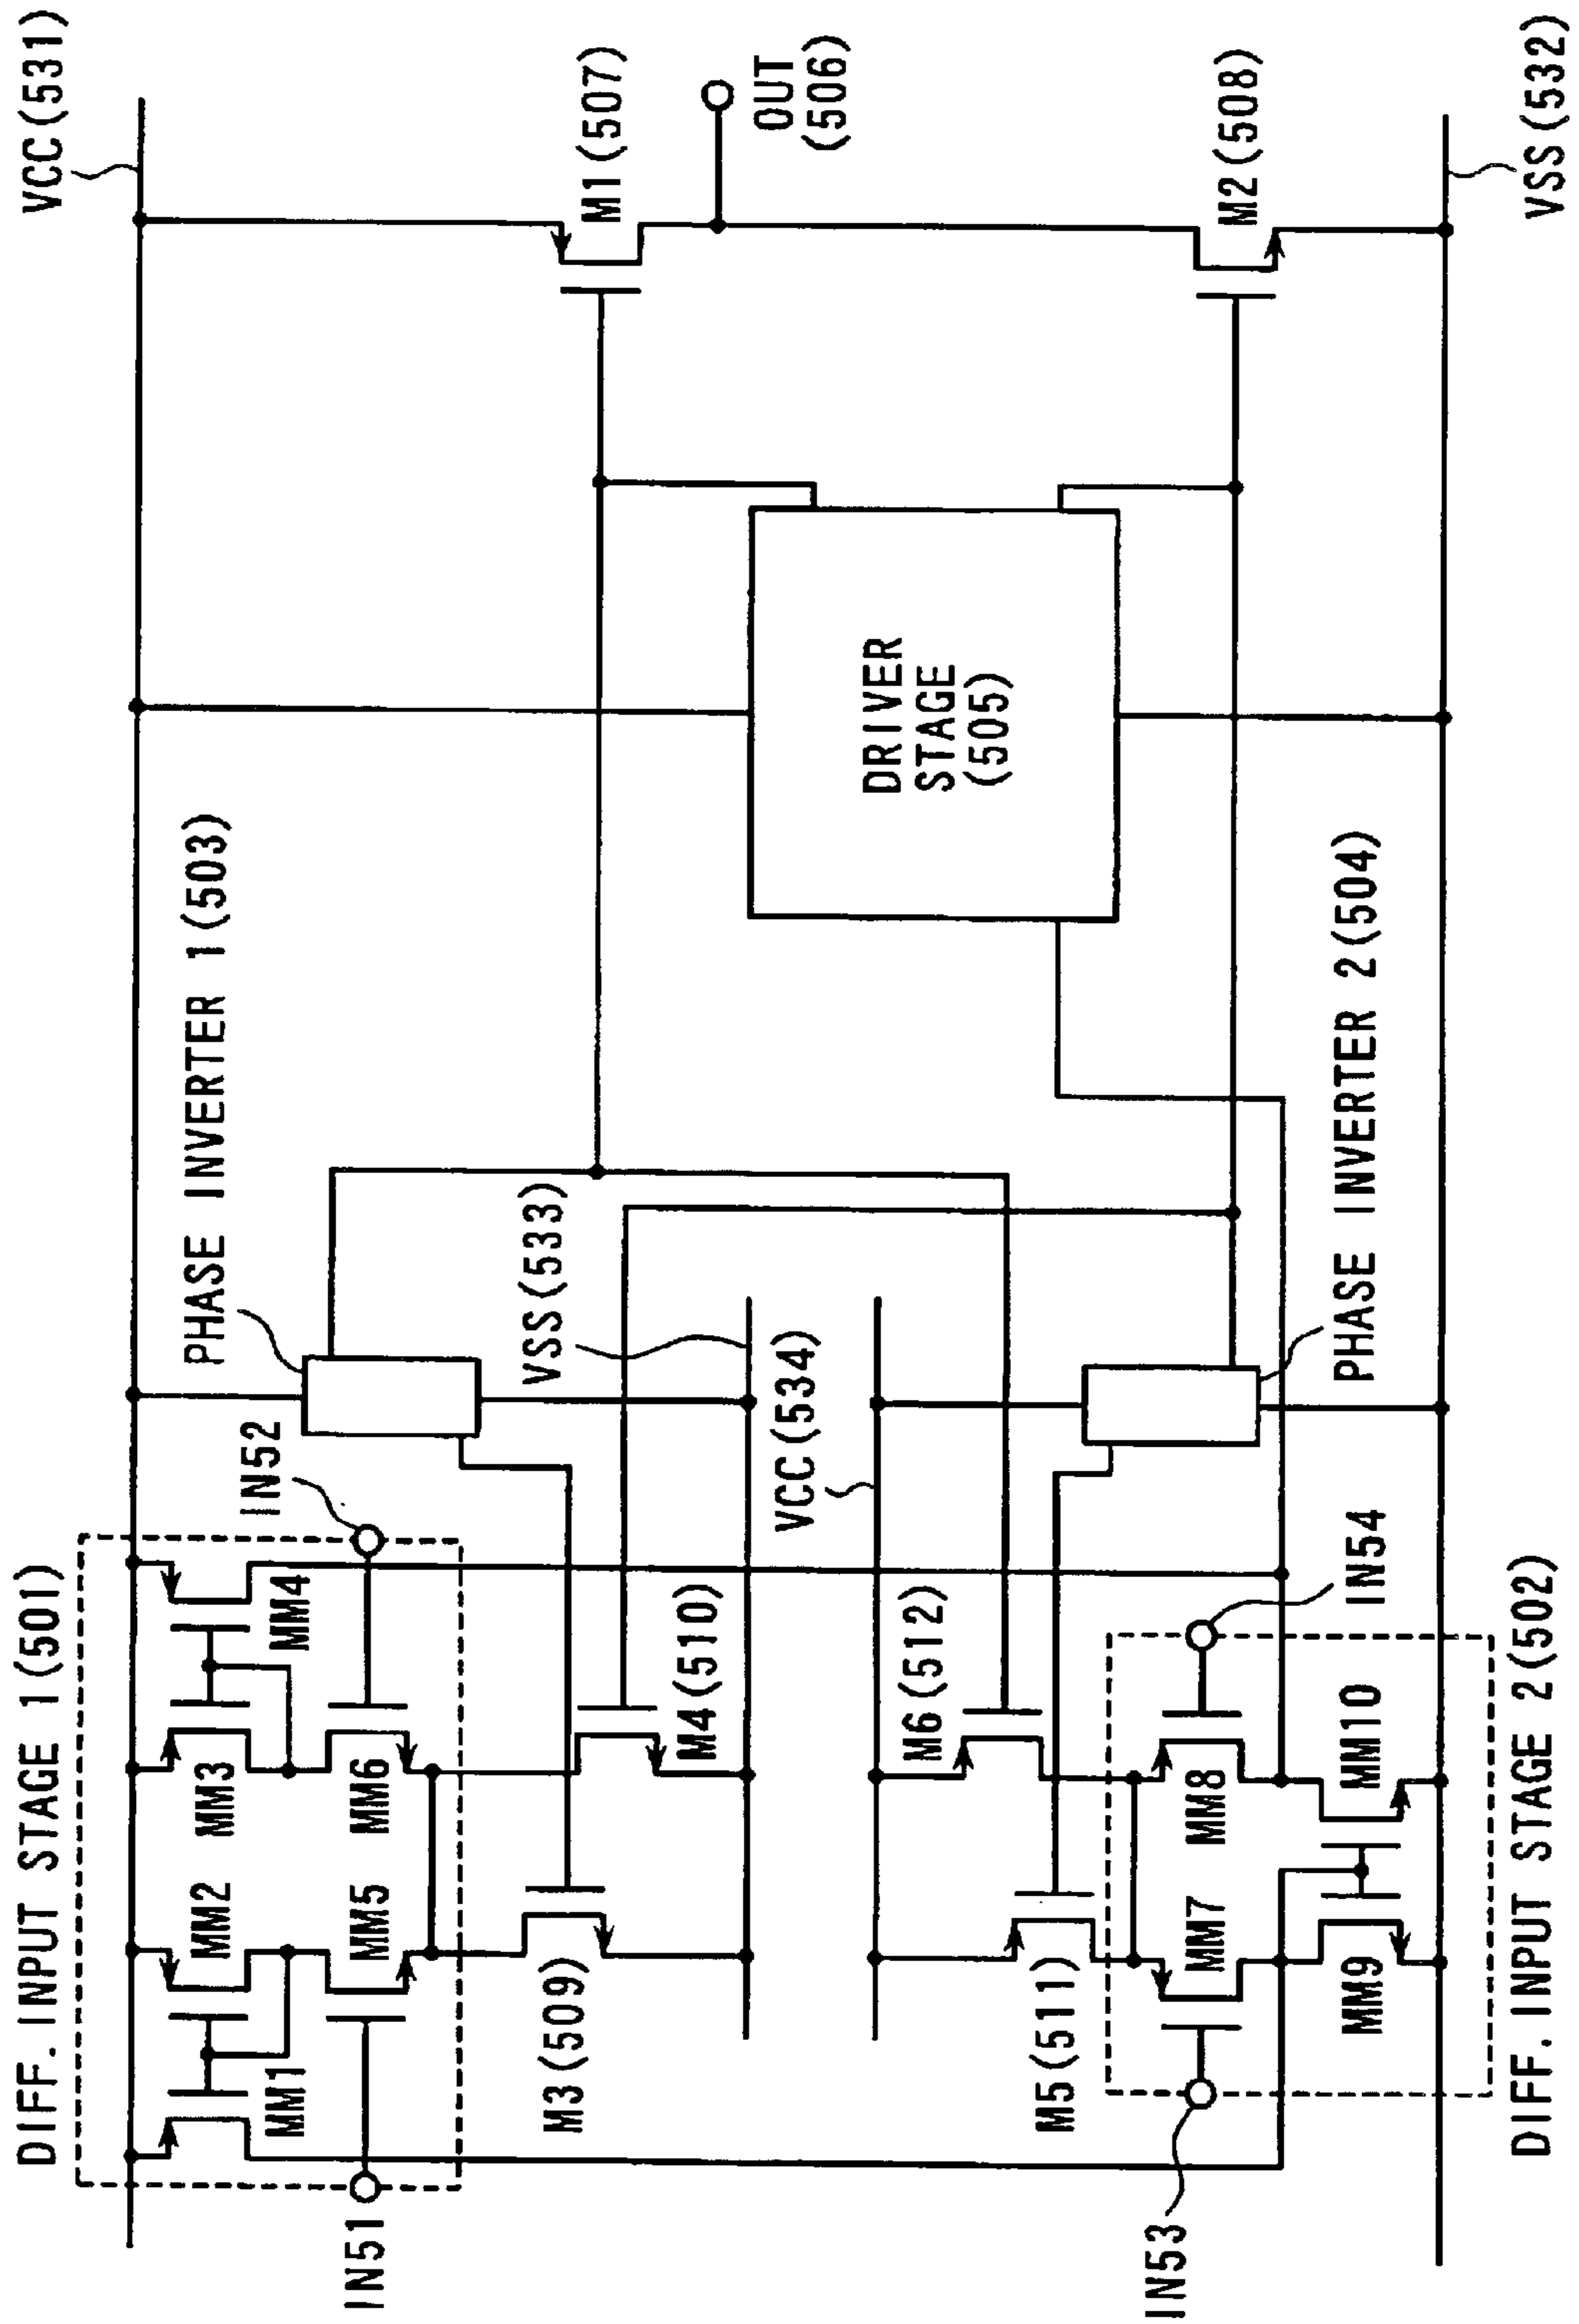 DIFF. INPUT STAGE 1(501)
VCC(531)
PHASE INVERTER 1(503)
IN52
MM1
MM2
MM3
MM4
IN51
MM5
MM6
VSS(533)
M1(507)
M3(509)
M4(510)
OUT
(506)
VCC(534)
DRIVER
STAGE
(505)
M6(512)
M5(511)
IN53
MM7
MM8
M2(508)
IN54
MM9
MM10
PHASE INVERTER 2(504)
DIFF. INPUT STAGE 2(502)
VSS(532)